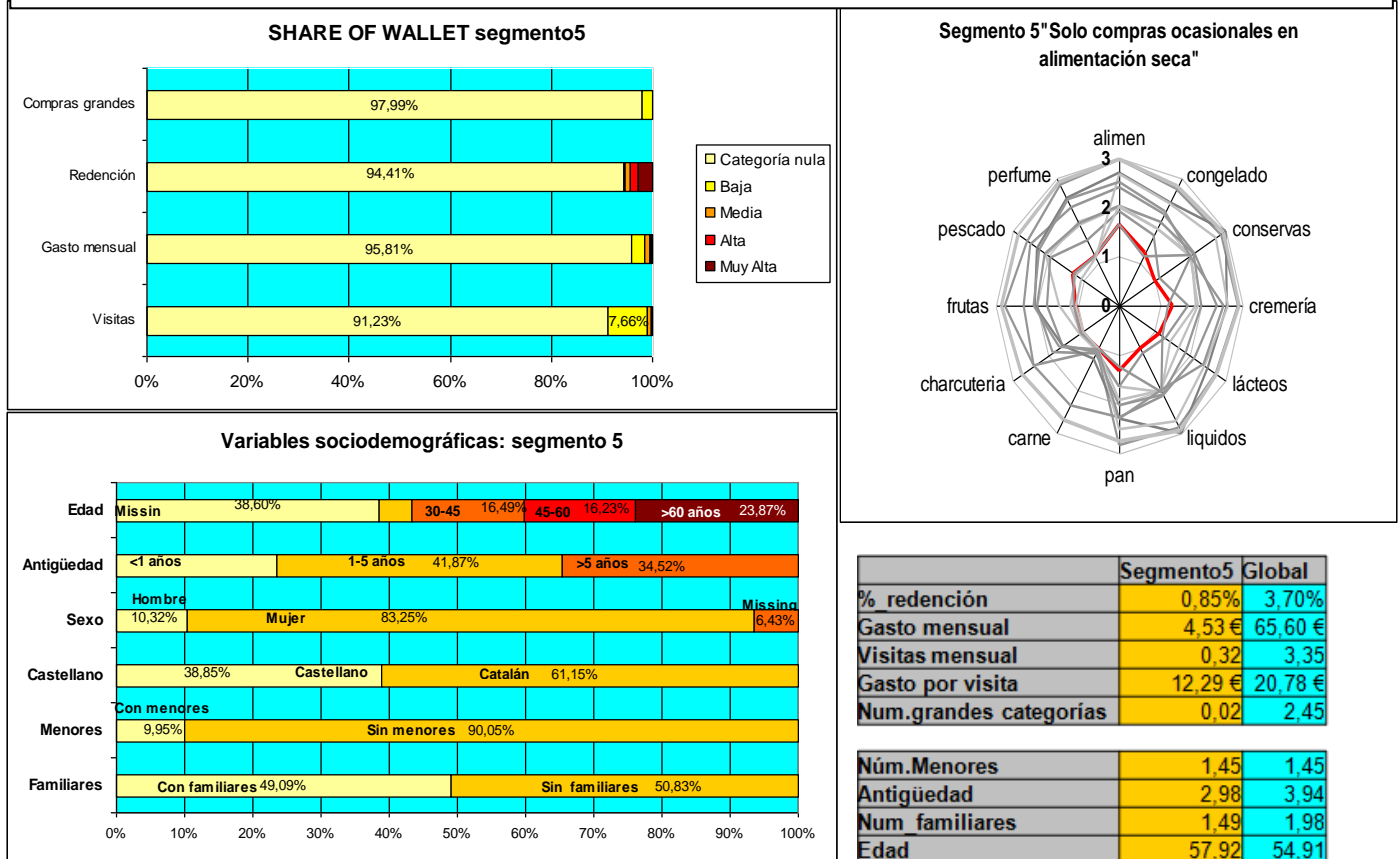 SHARE OF WALLET segmento5
Compras grandes
97,99%
Redención
94,41%
Gasto mensual
95,81%
Visitas
91,23%
7,66%
0%
20%
40%
60%
80%
100%
Categoría nula
Baja
Media
Alta
Muy Alta
Segmento 5"Solo compras ocasionales en
alimentación seca"
alimen
congelado
conservas
cremería
lácteos
liquidos
pan
carne
charcuteria
frutas
pescado
perfume
3
2
1
0
Variables sociodemográficas: segmento 5
Edad
Missin 38,60% 30-45 16,49% 45-60 16,23% >60 años 23,87%
Antigüedad
<1 años 1-5 años 41,87% >5 años 34,52%
Sexo
Hombre 10,32% Mujer 83,25% Missing 6,43%
Castellano
38,85% Castellano Catalán 61,15%
Menores
Con menores 9,95% Sin menores 90,05%
Familiares
Con familiares 49,09% Sin familiares 50,83%
0% 10% 20% 30% 40% 50% 60% 70% 80% 90% 100%
Segmento5 Global
%_redención 0,85% 3,70%
Gasto mensual 4,53 € 65,60 €
Visitas mensual 0,32 3,35
Gasto por visita 12,29 € 20,78 €
Num.grandes categorías 0,02 2,45
Núm.Menores 1,45 1,45
Antigüedad 2,98 3,94
Num_familiares 1,49 1,98
Edad 57,92 54,91